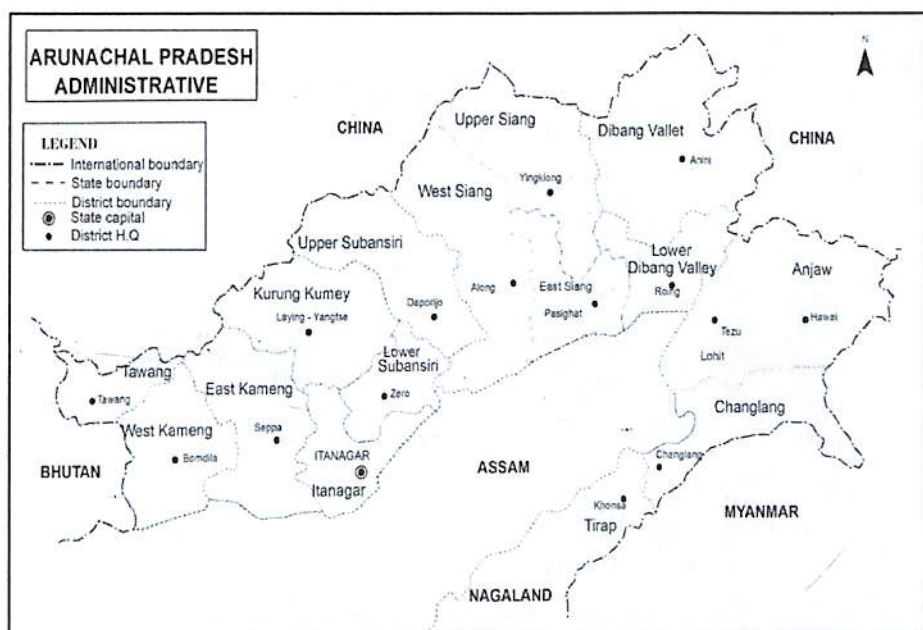 ARUNACHAL PRADESH
ADMINISTRATIVE
N
LEGEND
International boundary
State boundary
District boundary
State capital
District H.Q
CHINA
Upper Siang
Dibang Vallet
CHINA
Anini
West Siang
Yingkiong
Upper Subansiri
Lower
Dibang Valley
Anjaw
Kurung Kumey
Along
East Siang
Roing
Daporijo
Pasighat
Laying - Yangtse
Tezu
Hawai
Lower
Subansiri
Lohit
Tawang
East Kameng
Zero
Tawang
Changlang
West Kameng
Seppa
ITANAGAR
Changlang
Bomdila
BHUTAN
ASSAM
Itanagar
Khonsa
MYANMAR
Tirap
NAGALAND